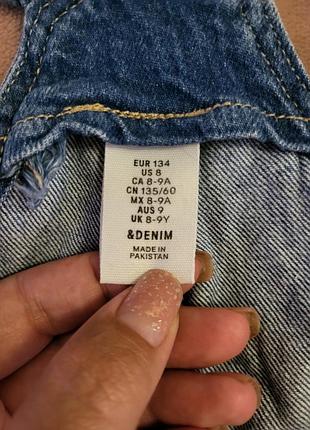 EUR 134
US 8
CA 8-9A
CN 135/60
MX 8-9A
AUS 9
UK 8-9Y
&DENIM
MADE IN
PAKISTAN